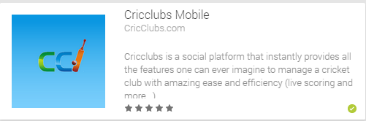 Cricclubs Mobile
CricClubs.com
Cricclubs is a social platform that instantly provides all
the features one can ever imagine to manage a cricket
club with amazing ease and efficiency (live scoring and
more...)
CC